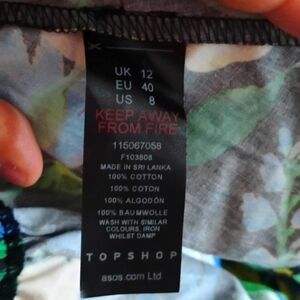 UK 12
EU 40
US 8
KEEP AWAY
FROM FIRE
115067058
F103808
MADE IN SRI LANKA
100% COTTON
100% COTON
100% ALGODÓN
100% BAUMWOLLE
WASH WITH SIMILAR
COLOURS, IRON
WHILST DAMP
TOPSHOP
asos.com Ltd